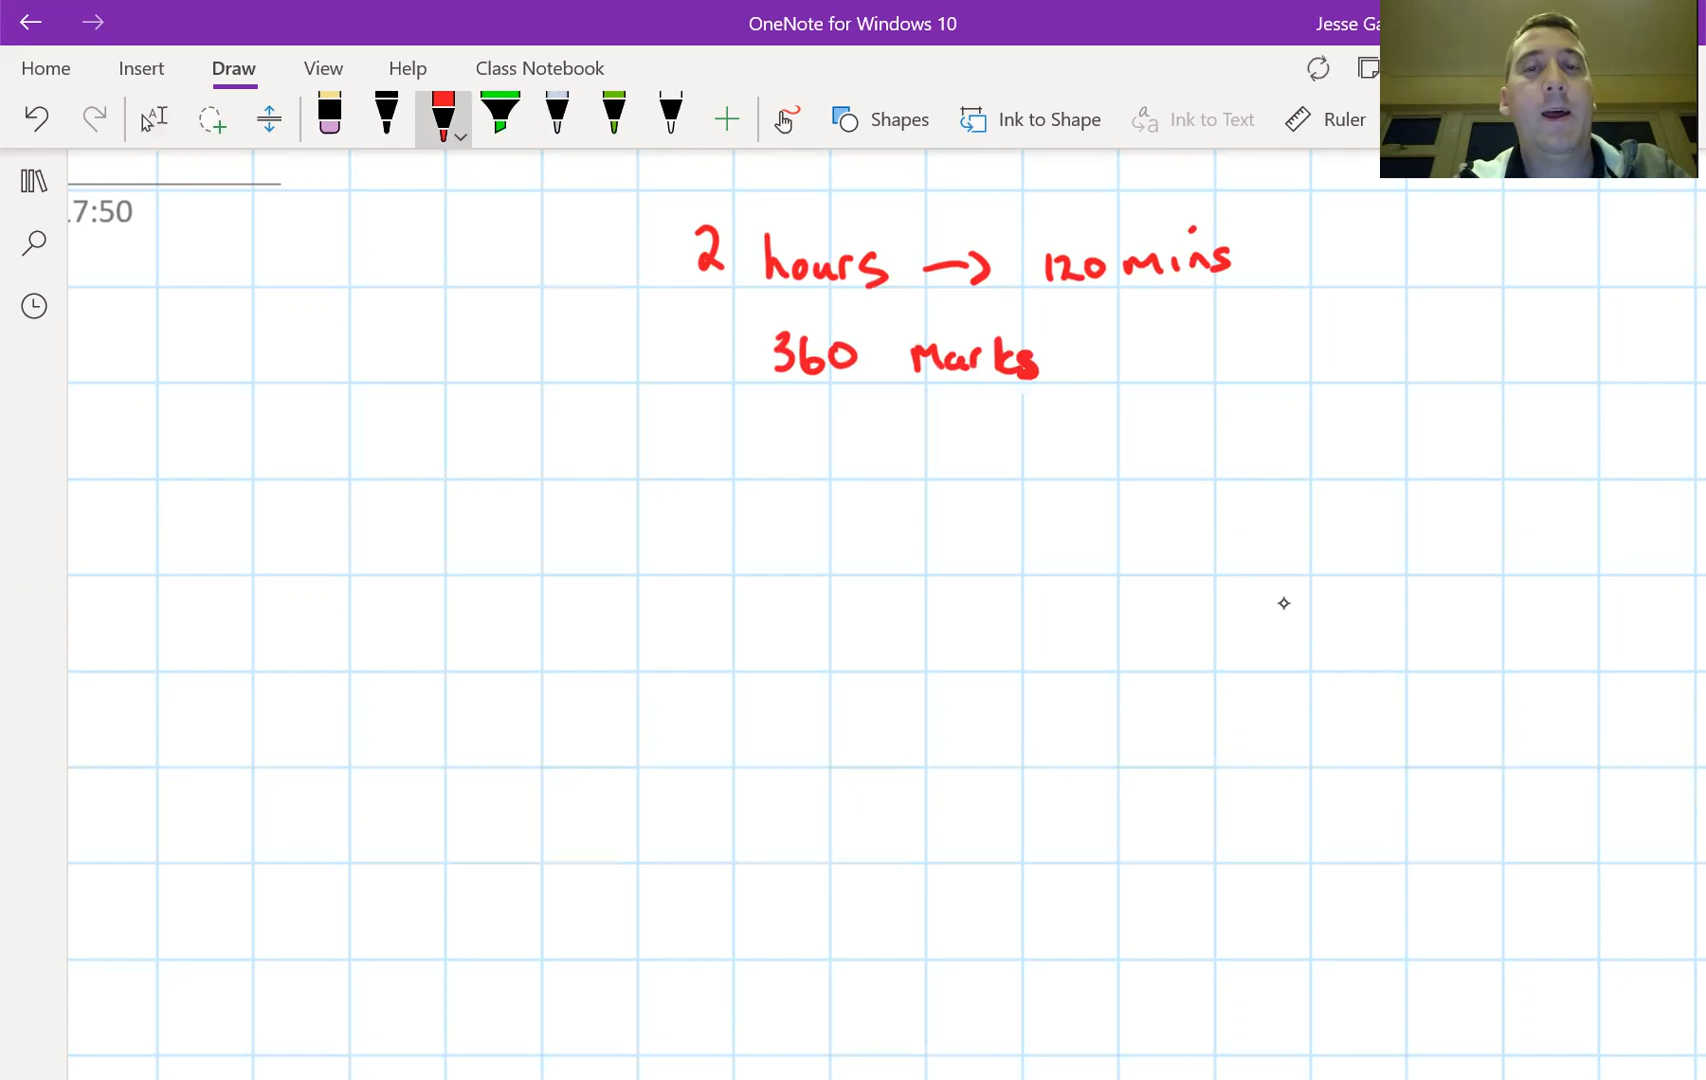 OneNote for Windows 10
Jesse Ga
Home Insert Draw View Help Class Notebook
Shapes Ink to Shape Ink to Text Ruler
17:50
2 hours → 120 mins
360 Marks